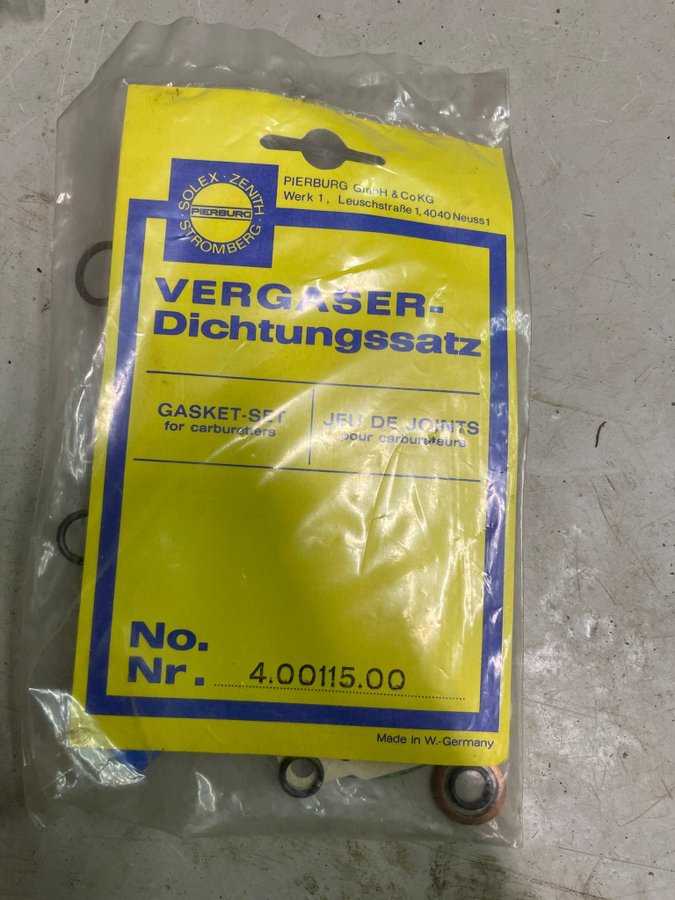 SOLEX · ZENITH
PIERBURG
STROMBERG ·
PIERBURG GmbH & CoKG
Werk 1, Leuschstraße 1, 4040 Neuss 1
VERGASER-
Dichtungssatz
GASKET-SET
for carburetters
JEU DE JOINTS
pour carburateurs
No.
Nr. 4.00115.00
Made in W.-Germany